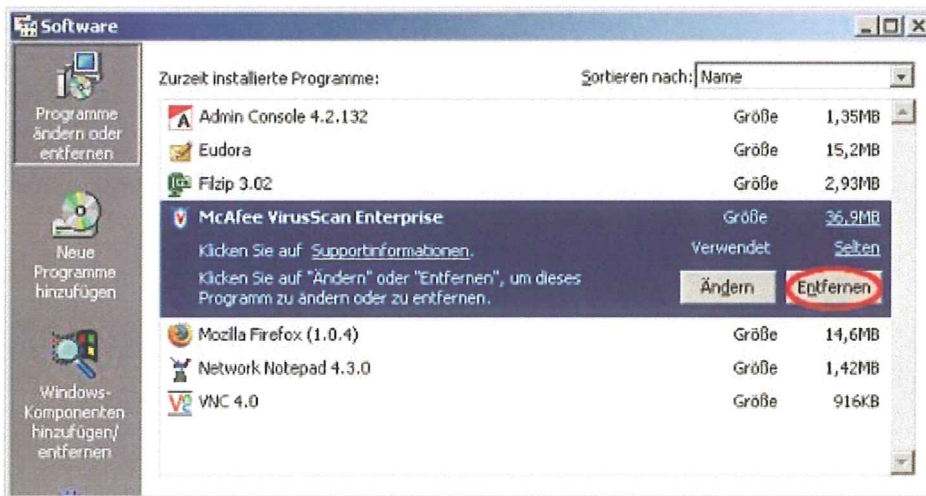 Software
Programme
ändern oder
entfernen
Neue
Programme
hinzufügen
Windows-
Komponenten
hinzufügen/
entfernen
Zurzeit installierte Programme:
Sortieren nach: Name
Admin Console 4.2.132 Größe 1,35MB
Eudora Größe 15,2MB
Filzip 3.02 Größe 2,93MB
McAfee VirusScan Enterprise Größe 36,9MB
Klicken Sie auf Supportinformationen. Verwendet Selten
Klicken Sie auf "Ändern" oder "Entfernen", um dieses
Programm zu ändern oder zu entfernen.
Ändern Entfernen
Mozilla Firefox (1.0.4) Größe 14,6MB
Network Notepad 4.3.0 Größe 1,42MB
VNC 4.0 Größe 916KB